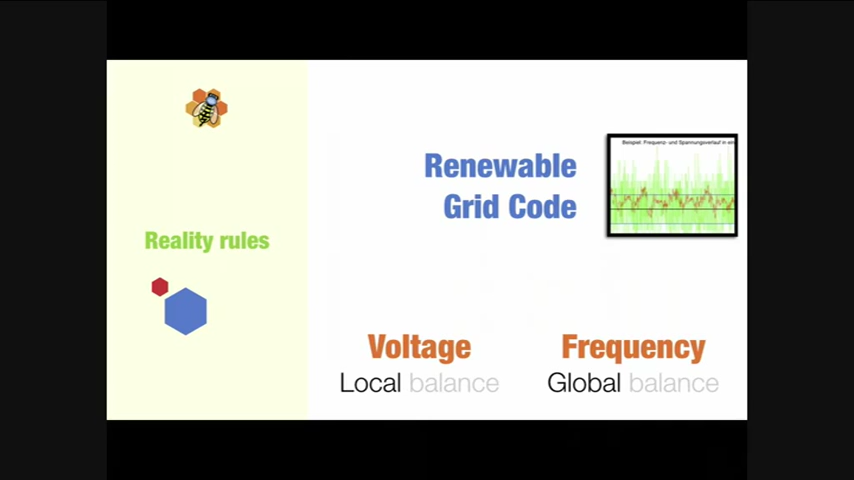 Renewable
Grid Code
Beispiel: Frequenz- und Spannungsverlauf in ein
Reality rules
Voltage
Local balance
Frequency
Global balance